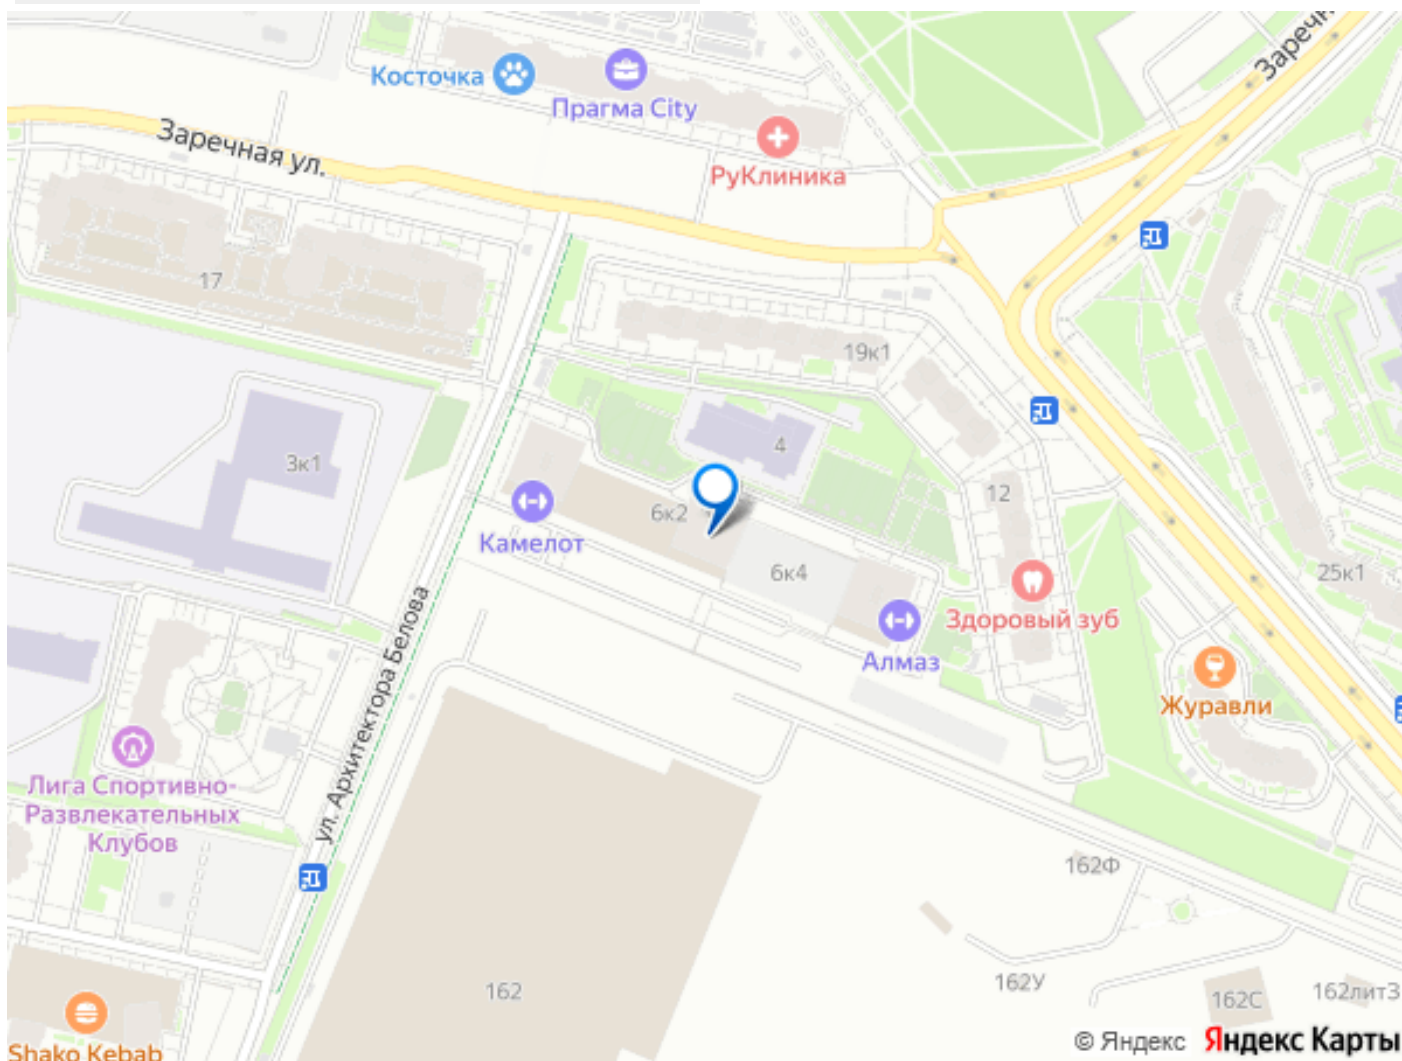 Заречн
Косточка
Прагма City
Заречная ул.
РуКлиника
17
19к1
3к1
4
12
6к2
Камелот
6к4
25к1
Здоровый зуб
Алмаз
Журавли
ул. Архитектора Белова
Лига Спортивно-
Развлекательных
Клубов
162Ф
162
162У
162С
162литЗ
Shako Kebab
© Яндекс Яндекс Карты